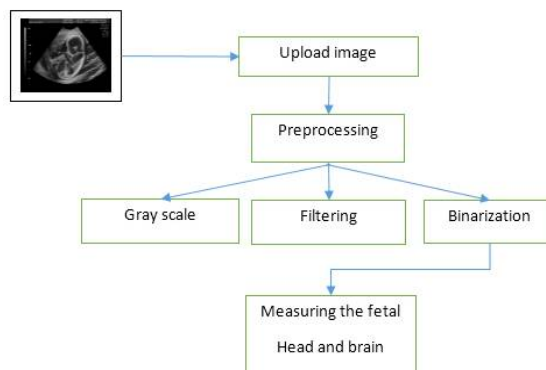 Upload image
Preprocessing
Gray scale
Filtering
Binarization
Measuring the fetal
Head and brain